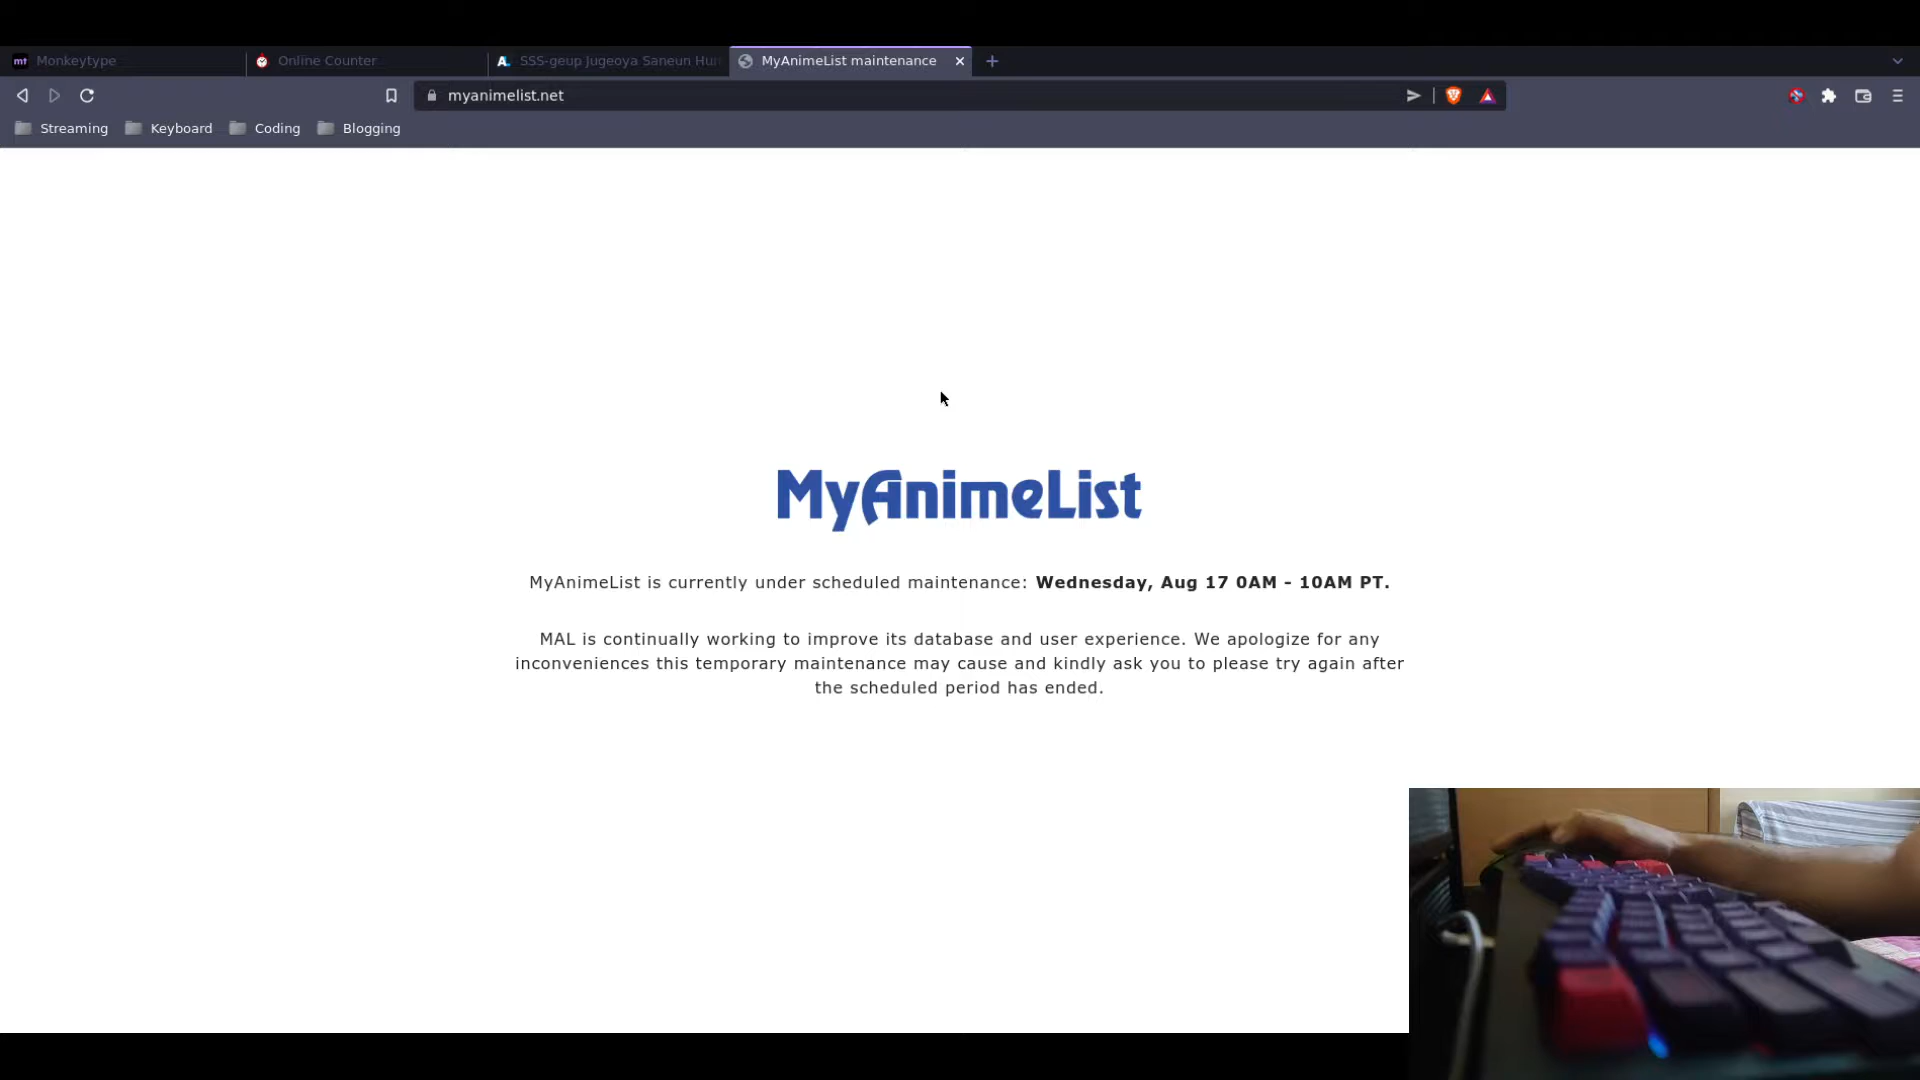 mt Monkeytype
Online Counter
SSS-geup Jugeoya Saneun Hun
MyAnimeList maintenance
myanimelist.net
Streaming
Keyboard
Coding
Blogging
MyAnimeList
MyAnimeList is currently under scheduled maintenance: Wednesday, Aug 17 0AM - 10AM PT.
MAL is continually working to improve its database and user experience. We apologize for any
inconveniences this temporary maintenance may cause and kindly ask you to please try again after
the scheduled period has ended.